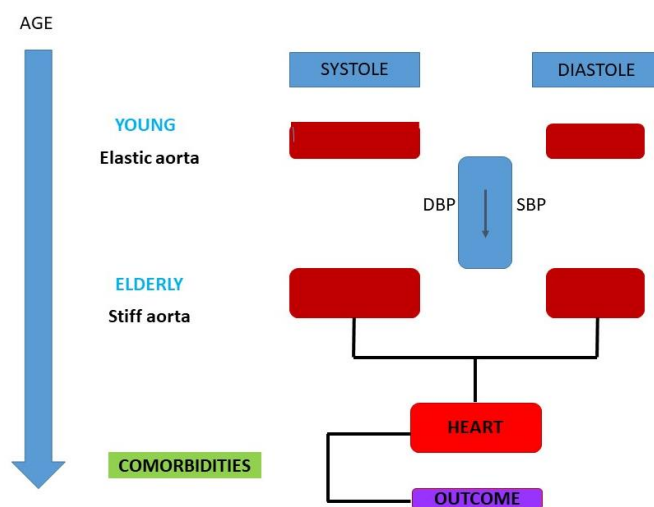 AGE
SYSTOLE
DIASTOLE
YOUNG
Elastic aorta
DBP
SBP
ELDERLY
Stiff aorta
HEART
COMORBIDITIES
OUTCOME